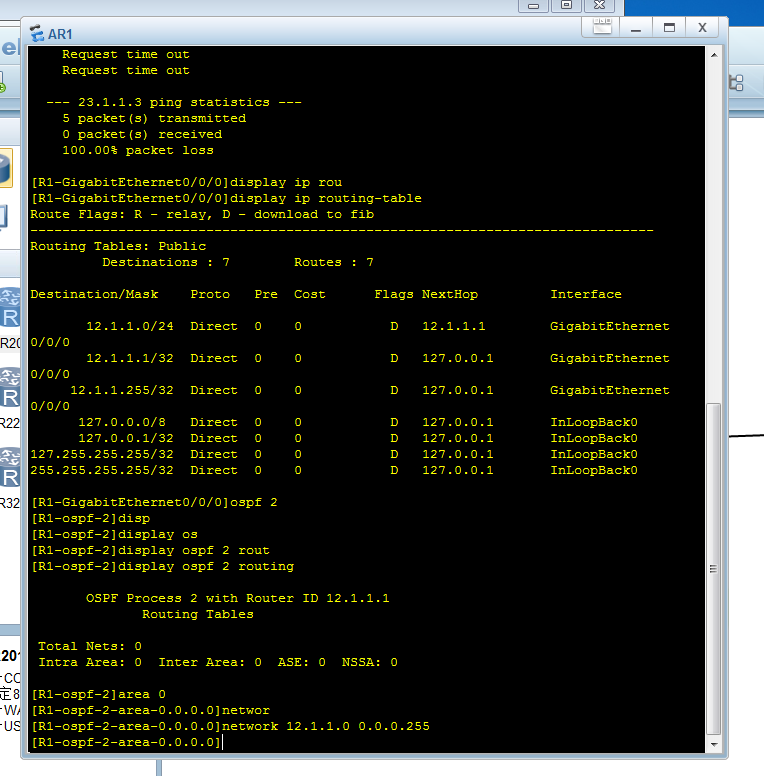 AR1
el
Request time out
Request time out
--- 23.1.1.3 ping statistics ---
5 packet(s) transmitted
0 packet(s) received
100.00% packet loss
[R1-GigabitEthernet0/0/0]display ip rou
[R1-GigabitEthernet0/0/0]display ip routing-table
Route Flags: R - relay, D - download to fib
------------------------------------------------------------------------------
Routing Tables: Public
Destinations : 7        Routes : 7
Destination/Mask    Proto   Pre  Cost      Flags NextHop         Interface
12.1.1.0/24  Direct  0    0           D   12.1.1.1        GigabitEthernet
0/0/0
12.1.1.1/32  Direct  0    0           D   127.0.0.1       GigabitEthernet
0/0/0
12.1.1.255/32  Direct  0    0           D   127.0.0.1       GigabitEthernet
0/0/0
127.0.0.0/8   Direct  0    0           D   127.0.0.1       InLoopBack0
127.0.0.1/32  Direct  0    0           D   127.0.0.1       InLoopBack0
127.255.255.255/32  Direct  0    0           D   127.0.0.1       InLoopBack0
255.255.255.255/32  Direct  0    0           D   127.0.0.1       InLoopBack0
[R1-GigabitEthernet0/0/0]ospf 2
[R1-ospf-2]disp
[R1-ospf-2]display os
[R1-ospf-2]display ospf 2 rout
[R1-ospf-2]display ospf 2 routing
OSPF Process 2 with Router ID 12.1.1.1
Routing Tables
Total Nets: 0
Intra Area: 0  Inter Area: 0  ASE: 0  NSSA: 0
[R1-ospf-2]area 0
[R1-ospf-2-area-0.0.0.0]networ
[R1-ospf-2-area-0.0.0.0]network 12.1.1.0 0.0.0.255
[R1-ospf-2-area-0.0.0.0]
R
R20
R
R22
R
R32
201
CO
定8
WA
US